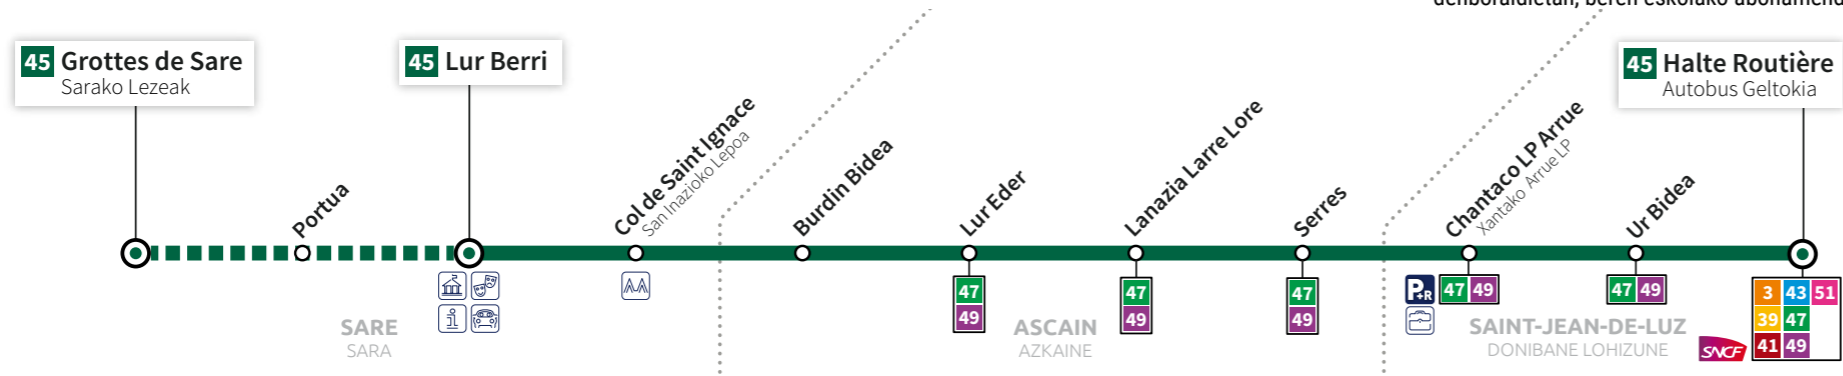 denboraldietan, beren eskolako abonamend
45 Grottes de Sare
Sarako Lezeak
45 Lur Berri
45 Halte Routière
Autobus Geltokia
Portua
Col de Saint Ignace
San Inazioko Lepoa
Burdin Bidea
Lur Eder
Lanazia Larre Lore
Serres
Chantaco LP Arrue
Xantako Arrue LP
Ur Bidea
47
49
47
49
47
49
P+R
47 49
47 49
3 43 51
39 47
41 49
SARE
SARA
ASCAIN
AZKAINE
SAINT-JEAN-DE-LUZ
DONIBANE LOHIZUNE
SNCF